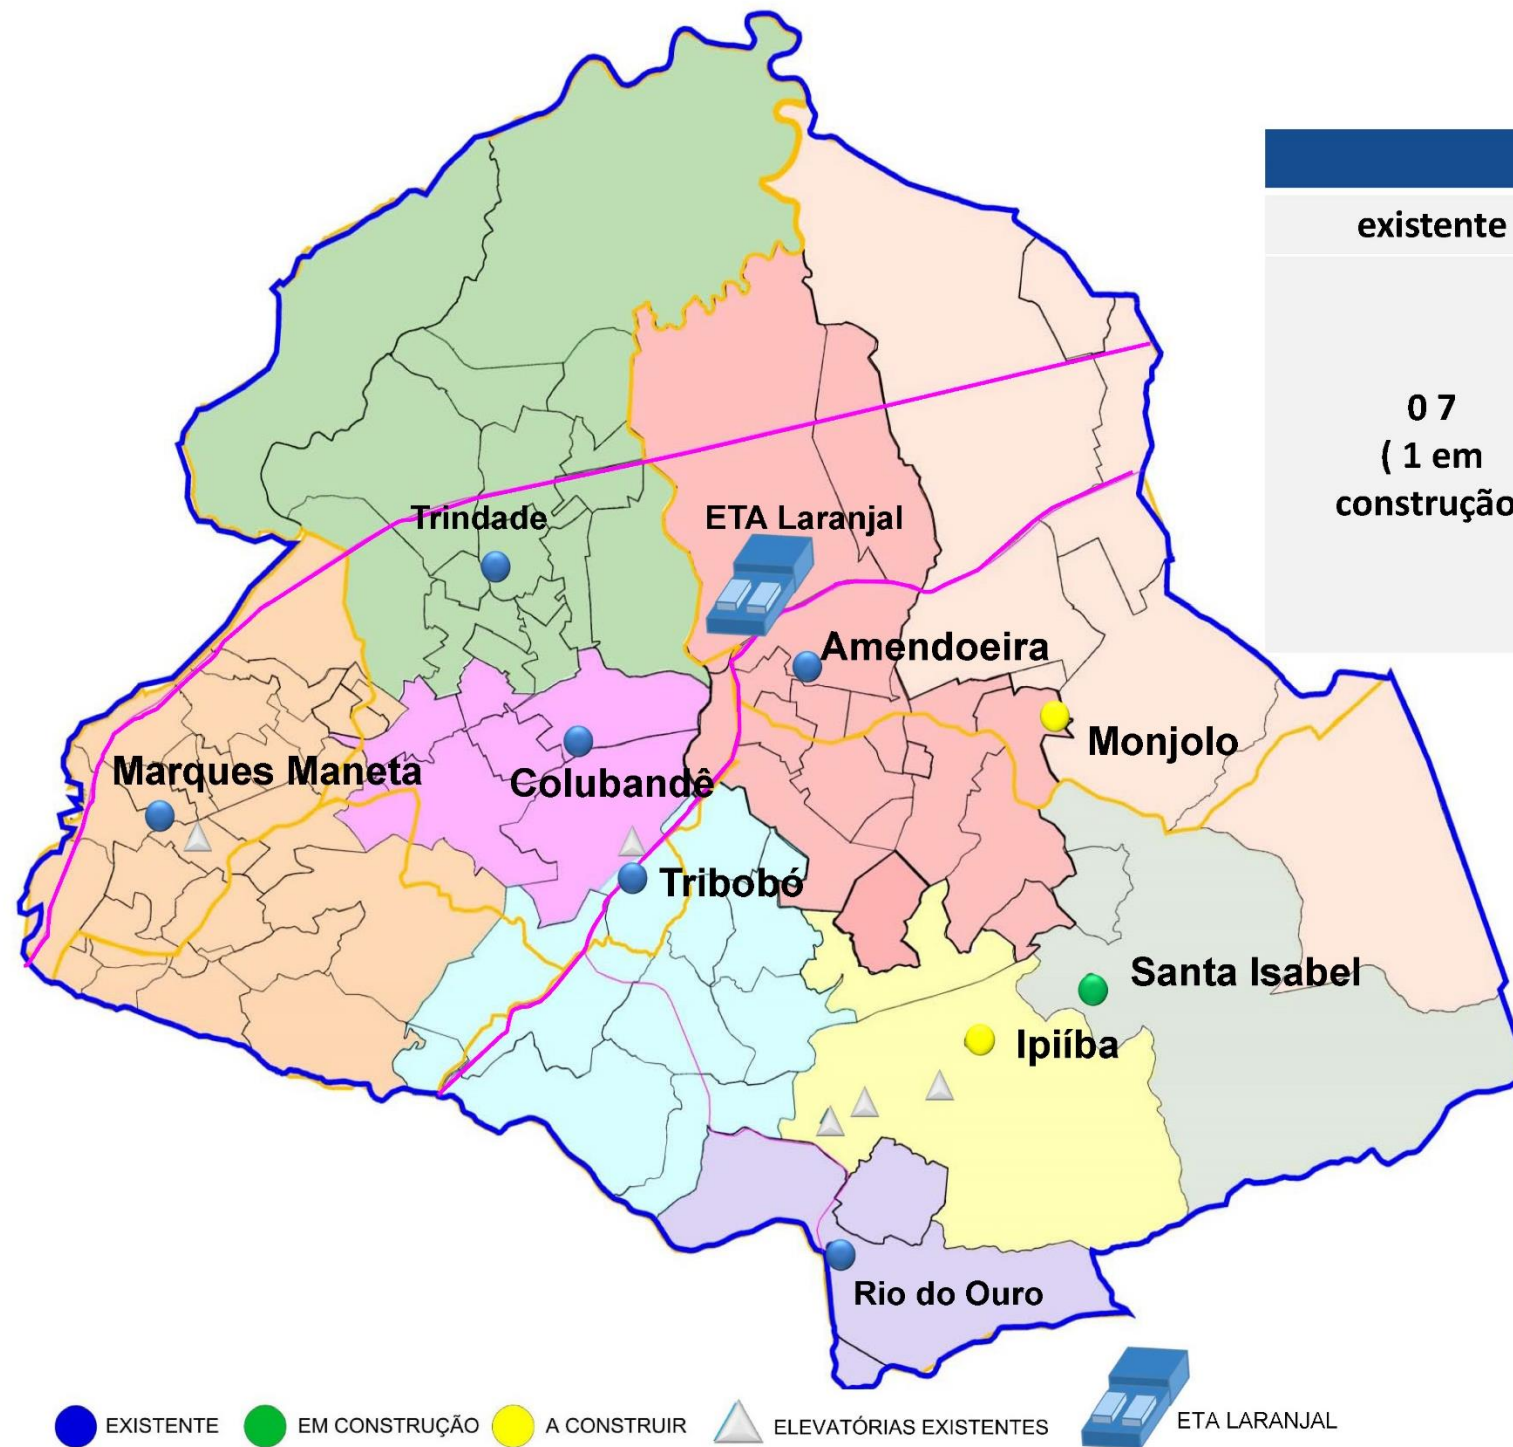 existente
0 7
( 1 em
construção
Trindade
ETA Laranjal
Amendoeira
Monjolo
Marques Maneta
Colubandê
Tribobó
Santa Isabel
Ipiíba
Rio do Ouro
EXISTENTE
EM CONSTRUÇÃO
A CONSTRUIR
ELEVATÓRIAS EXISTENTES
ETA LARANJAL